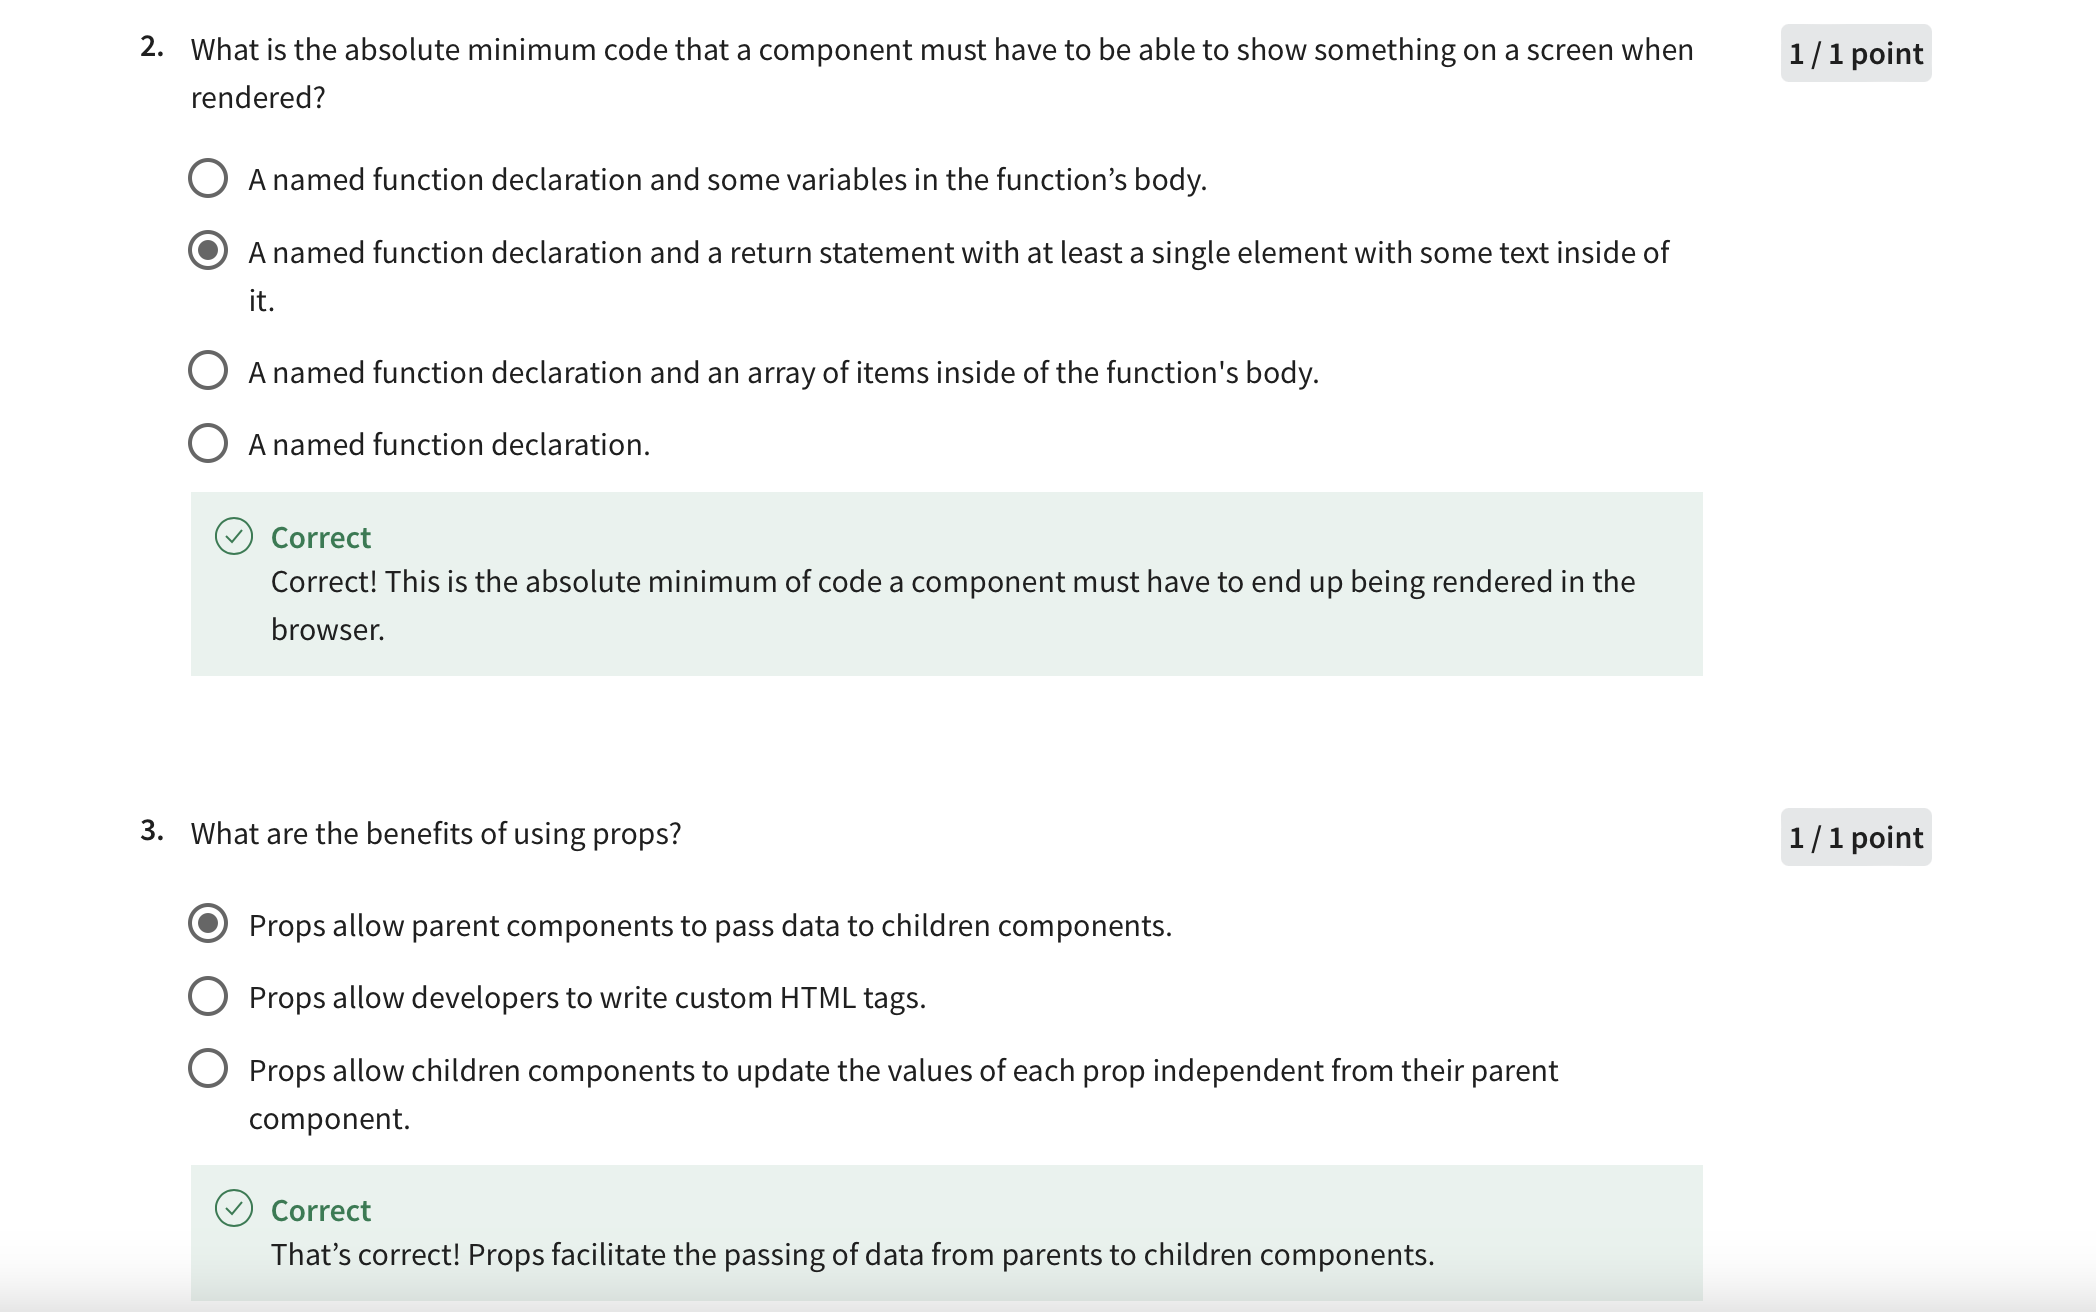 2. What is the absolute minimum code that a component must have to be able to show something on a screen when
rendered?
1 / 1 point
A named function declaration and some variables in the function’s body.
A named function declaration and a return statement with at least a single element with some text inside of
it.
A named function declaration and an array of items inside of the function's body.
A named function declaration.
Correct
Correct! This is the absolute minimum of code a component must have to end up being rendered in the
browser.
3. What are the benefits of using props?
1 / 1 point
Props allow parent components to pass data to children components.
Props allow developers to write custom HTML tags.
Props allow children components to update the values of each prop independent from their parent
component.
Correct
That’s correct! Props facilitate the passing of data from parents to children components.